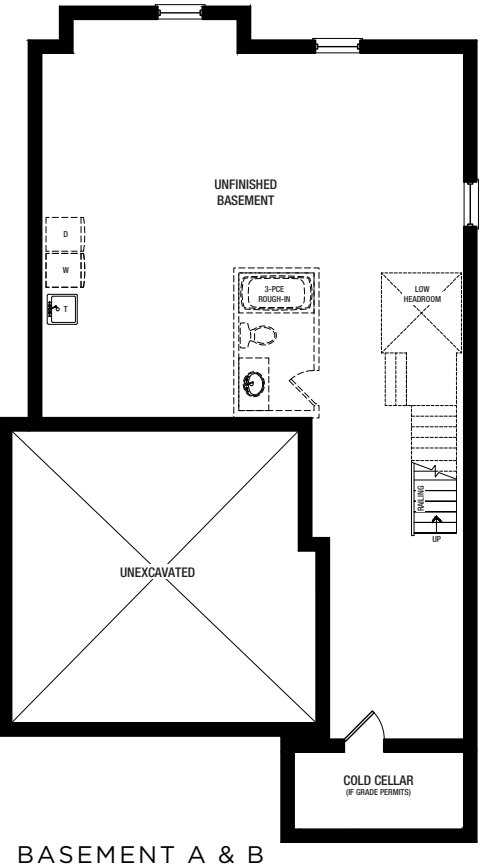 UNFINISHED
BASEMENT
D
W
T
3-PCE
ROUGH-IN
LOW
HEADROOM
RAILING
UP
UNEXCAVATED
COLD CELLAR
(IF GRADE PERMITS)
BASEMENT A & B